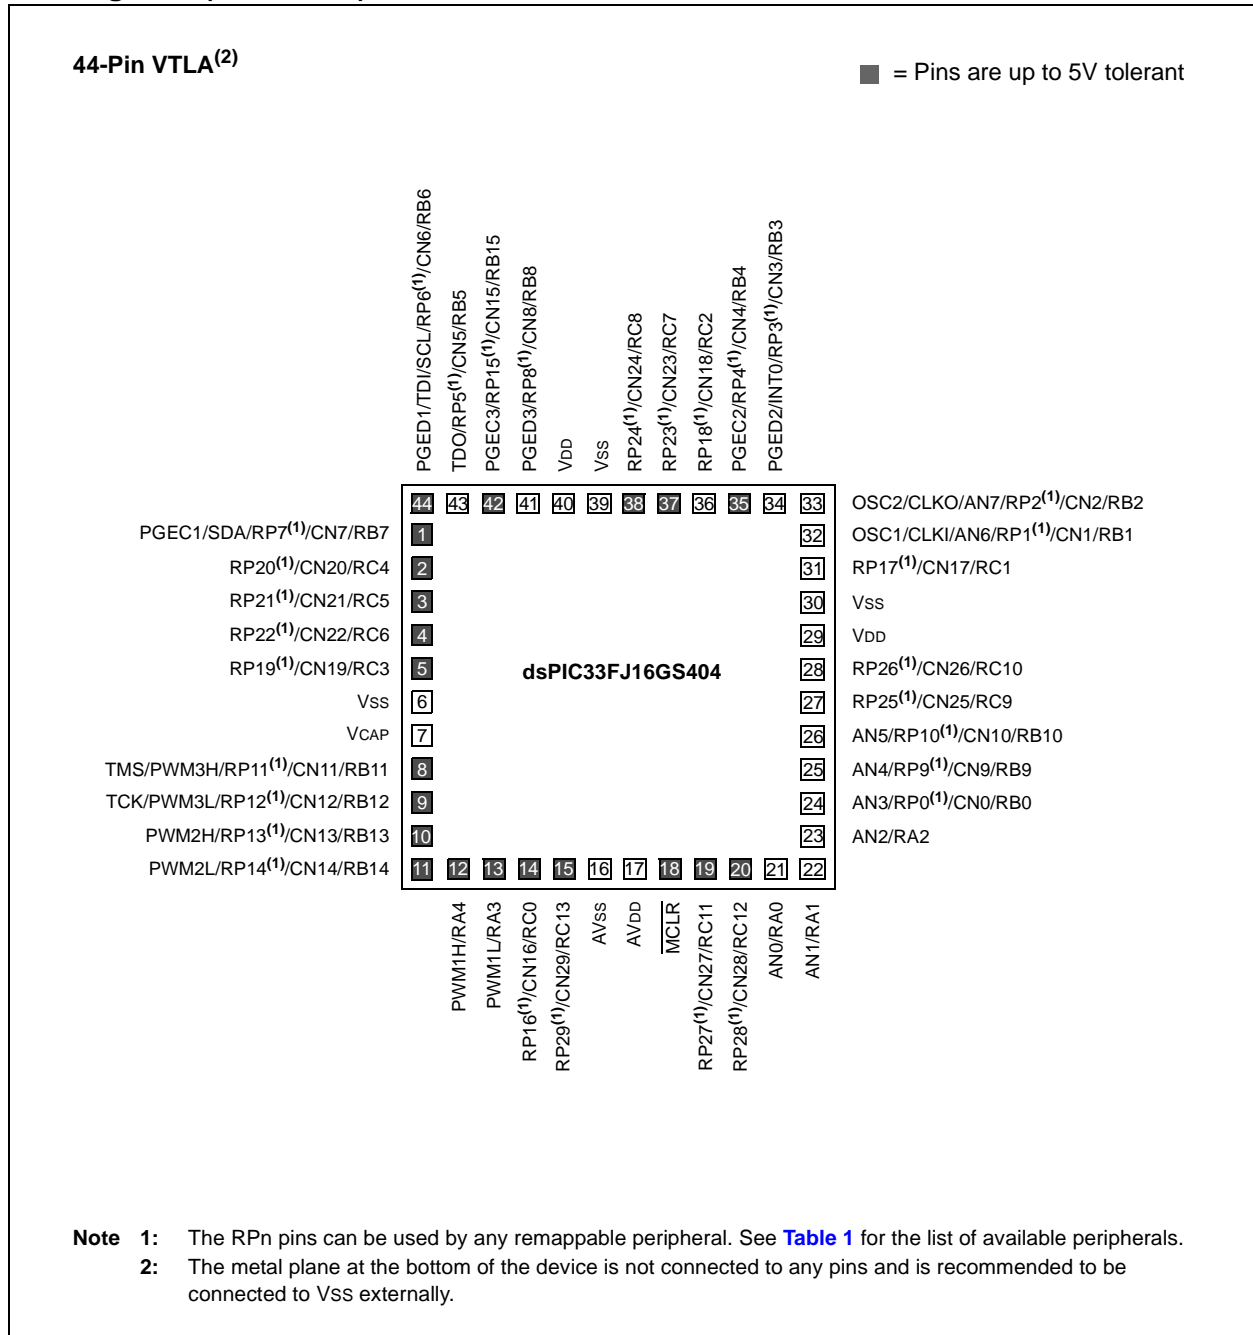 44-Pin VTLA(2)
= Pins are up to 5V tolerant
PGED1/TDI/SCL/RP6(1)/CN6/RB6
TDO/RP5(1)/CN5/RB5
PGEC3/RP15(1)/CN15/RB15
PGED3/RP8(1)/CN8/RB8
VDD
VSS
RP24(1)/CN24/RC8
RP23(1)/CN23/RC7
RP18(1)/CN18/RC2
PGEC2/RP4(1)/CN4/RB4
PGED2/INT0/RP3(1)/CN3/RB3
44 43 42 41 40 39 38 37 36 35 34 33 OSC2/CLKO/AN7/RP2(1)/CN2/RB2
PGEC1/SDA/RP7(1)/CN7/RB7 1 32 OSC1/CLKI/AN6/RP1(1)/CN1/RB1
RP20(1)/CN20/RC4 2 31 RP17(1)/CN17/RC1
RP21(1)/CN21/RC5 3 30 VSS
RP22(1)/CN22/RC6 4 29 VDD
RP19(1)/CN19/RC3 5 dsPIC33FJ16GS404 28 RP26(1)/CN26/RC10
VSS 6 27 RP25(1)/CN25/RC9
VCAP 7 26 AN5/RP10(1)/CN10/RB10
TMS/PWM3H/RP11(1)/CN11/RB11 8 25 AN4/RP9(1)/CN9/RB9
TCK/PWM3L/RP12(1)/CN12/RB12 9 24 AN3/RP0(1)/CN0/RB0
PWM2H/RP13(1)/CN13/RB13 10 23 AN2/RA2
PWM2L/RP14(1)/CN14/RB14 11 12 13 14 15 16 17 18 19 20 21 22
PWM1H/RA4
PWM1L/RA3
RP16(1)/CN16/RC0
RP29(1)/CN29/RC13
AVSS
AVDD
MCLR
RP27(1)/CN27/RC11
RP28(1)/CN28/RC12
AN0/RA0
AN1/RA1
Note 1: The RPn pins can be used by any remappable peripheral. See Table 1 for the list of available peripherals.
2: The metal plane at the bottom of the device is not connected to any pins and is recommended to be
connected to VSS externally.